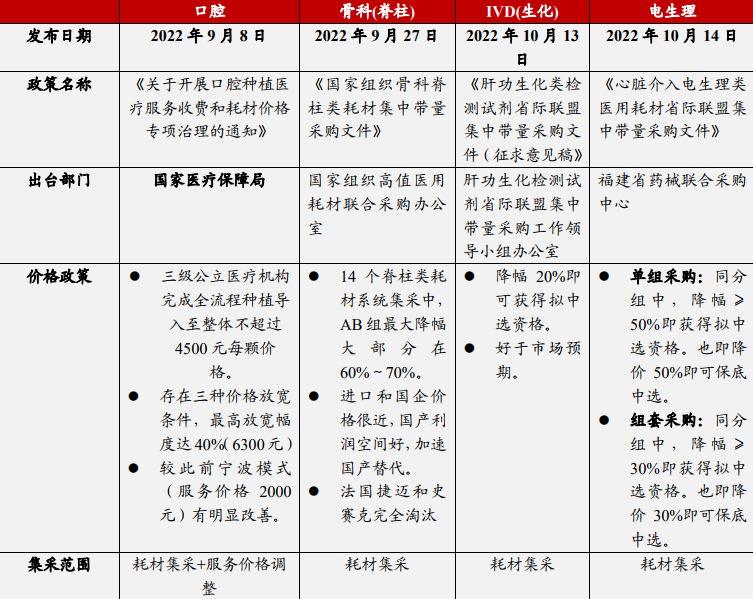 口腔
骨科(脊柱)
IVD(生化)
电生理
发布日期
2022 年 9 月 8 日
2022 年 9 月 27 日
2022 年 10 月 13
日
2022 年 10 月 14 日
政策名称
《关于开展口腔种植医
疗服务收费和耗材价格
专项治理的通知》
《国家组织骨科脊
柱类耗材集中带量
采购文件》
《肝功生化类检
测试剂省际联盟
集中带量采购文
件（征求意见稿》
《心脏介入电生理类
医用耗材省际联盟集
中带量采购文件》
出台部门
国家医疗保障局
国家组织高值医用
耗材联合采购办公
室
肝功生化检测试
剂省际联盟集中
带量采购工作领
导小组办公室
福建省药械联合采购
中心
价格政策
● 三级公立医疗机构
完成全流程种植导
入至整体不超过
4500 元每颗价
格。
● 存在三种价格放宽
条件，最高放宽幅
度达 40%（6300 元）
● 较此前宁波模式
（服务价格 2000
元）有明显改善。
● 14 个脊柱类耗
材系统集采中，
AB 组最大降幅
大部分在
60%～70%。
● 进口和国企价
格很近，国产利
润空间好，加速
国产替代。
● 法国捷迈和史
赛克完全淘汰
● 降幅 20%即
可获得拟中
选资格。
● 好于市场预
期。
● 单组采购：同分
组中，降幅≥
50%即获得拟中
选资格。也即降
价 50%即可保底
中选。
● 组套采购：同分
组中，降幅≥
30%即获得拟中
选资格。也即降
价 30%即可保底
中选。
集采范围
耗材集采+服务价格调
整
耗材集采
耗材集采
耗材集采